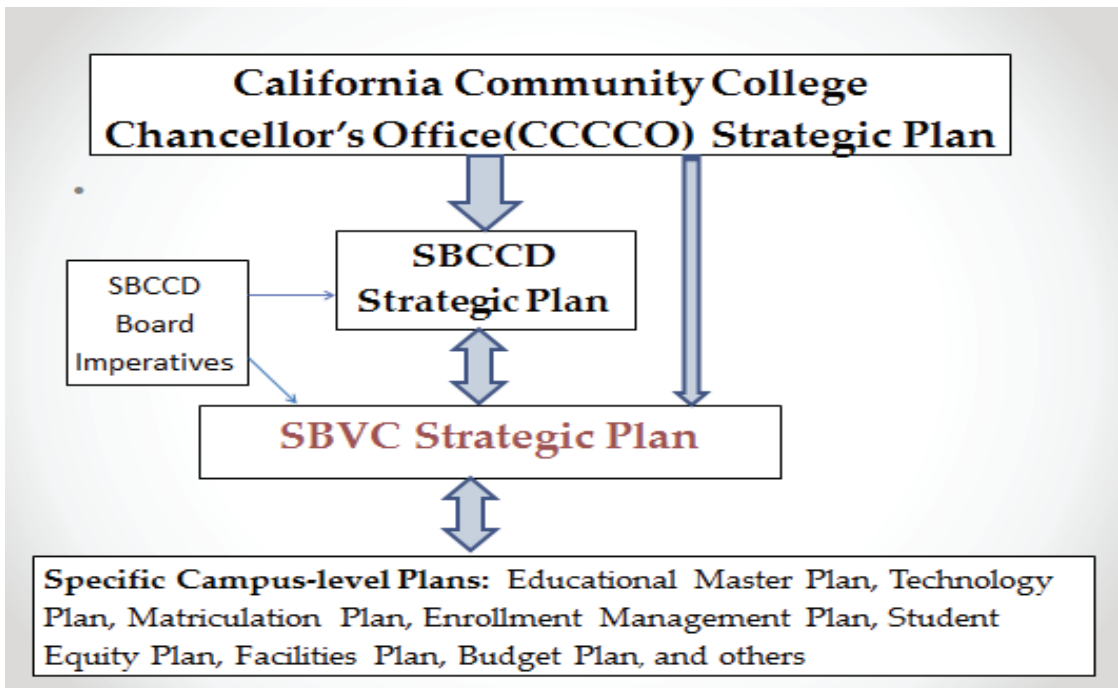 California Community College
Chancellor’s Office(CCCCO) Strategic Plan
SBCCD
Strategic Plan
SBCCD
Board
Imperatives
SBVC Strategic Plan
Specific Campus-level Plans: Educational Master Plan, Technology
Plan, Matriculation Plan, Enrollment Management Plan, Student
Equity Plan, Facilities Plan, Budget Plan, and others